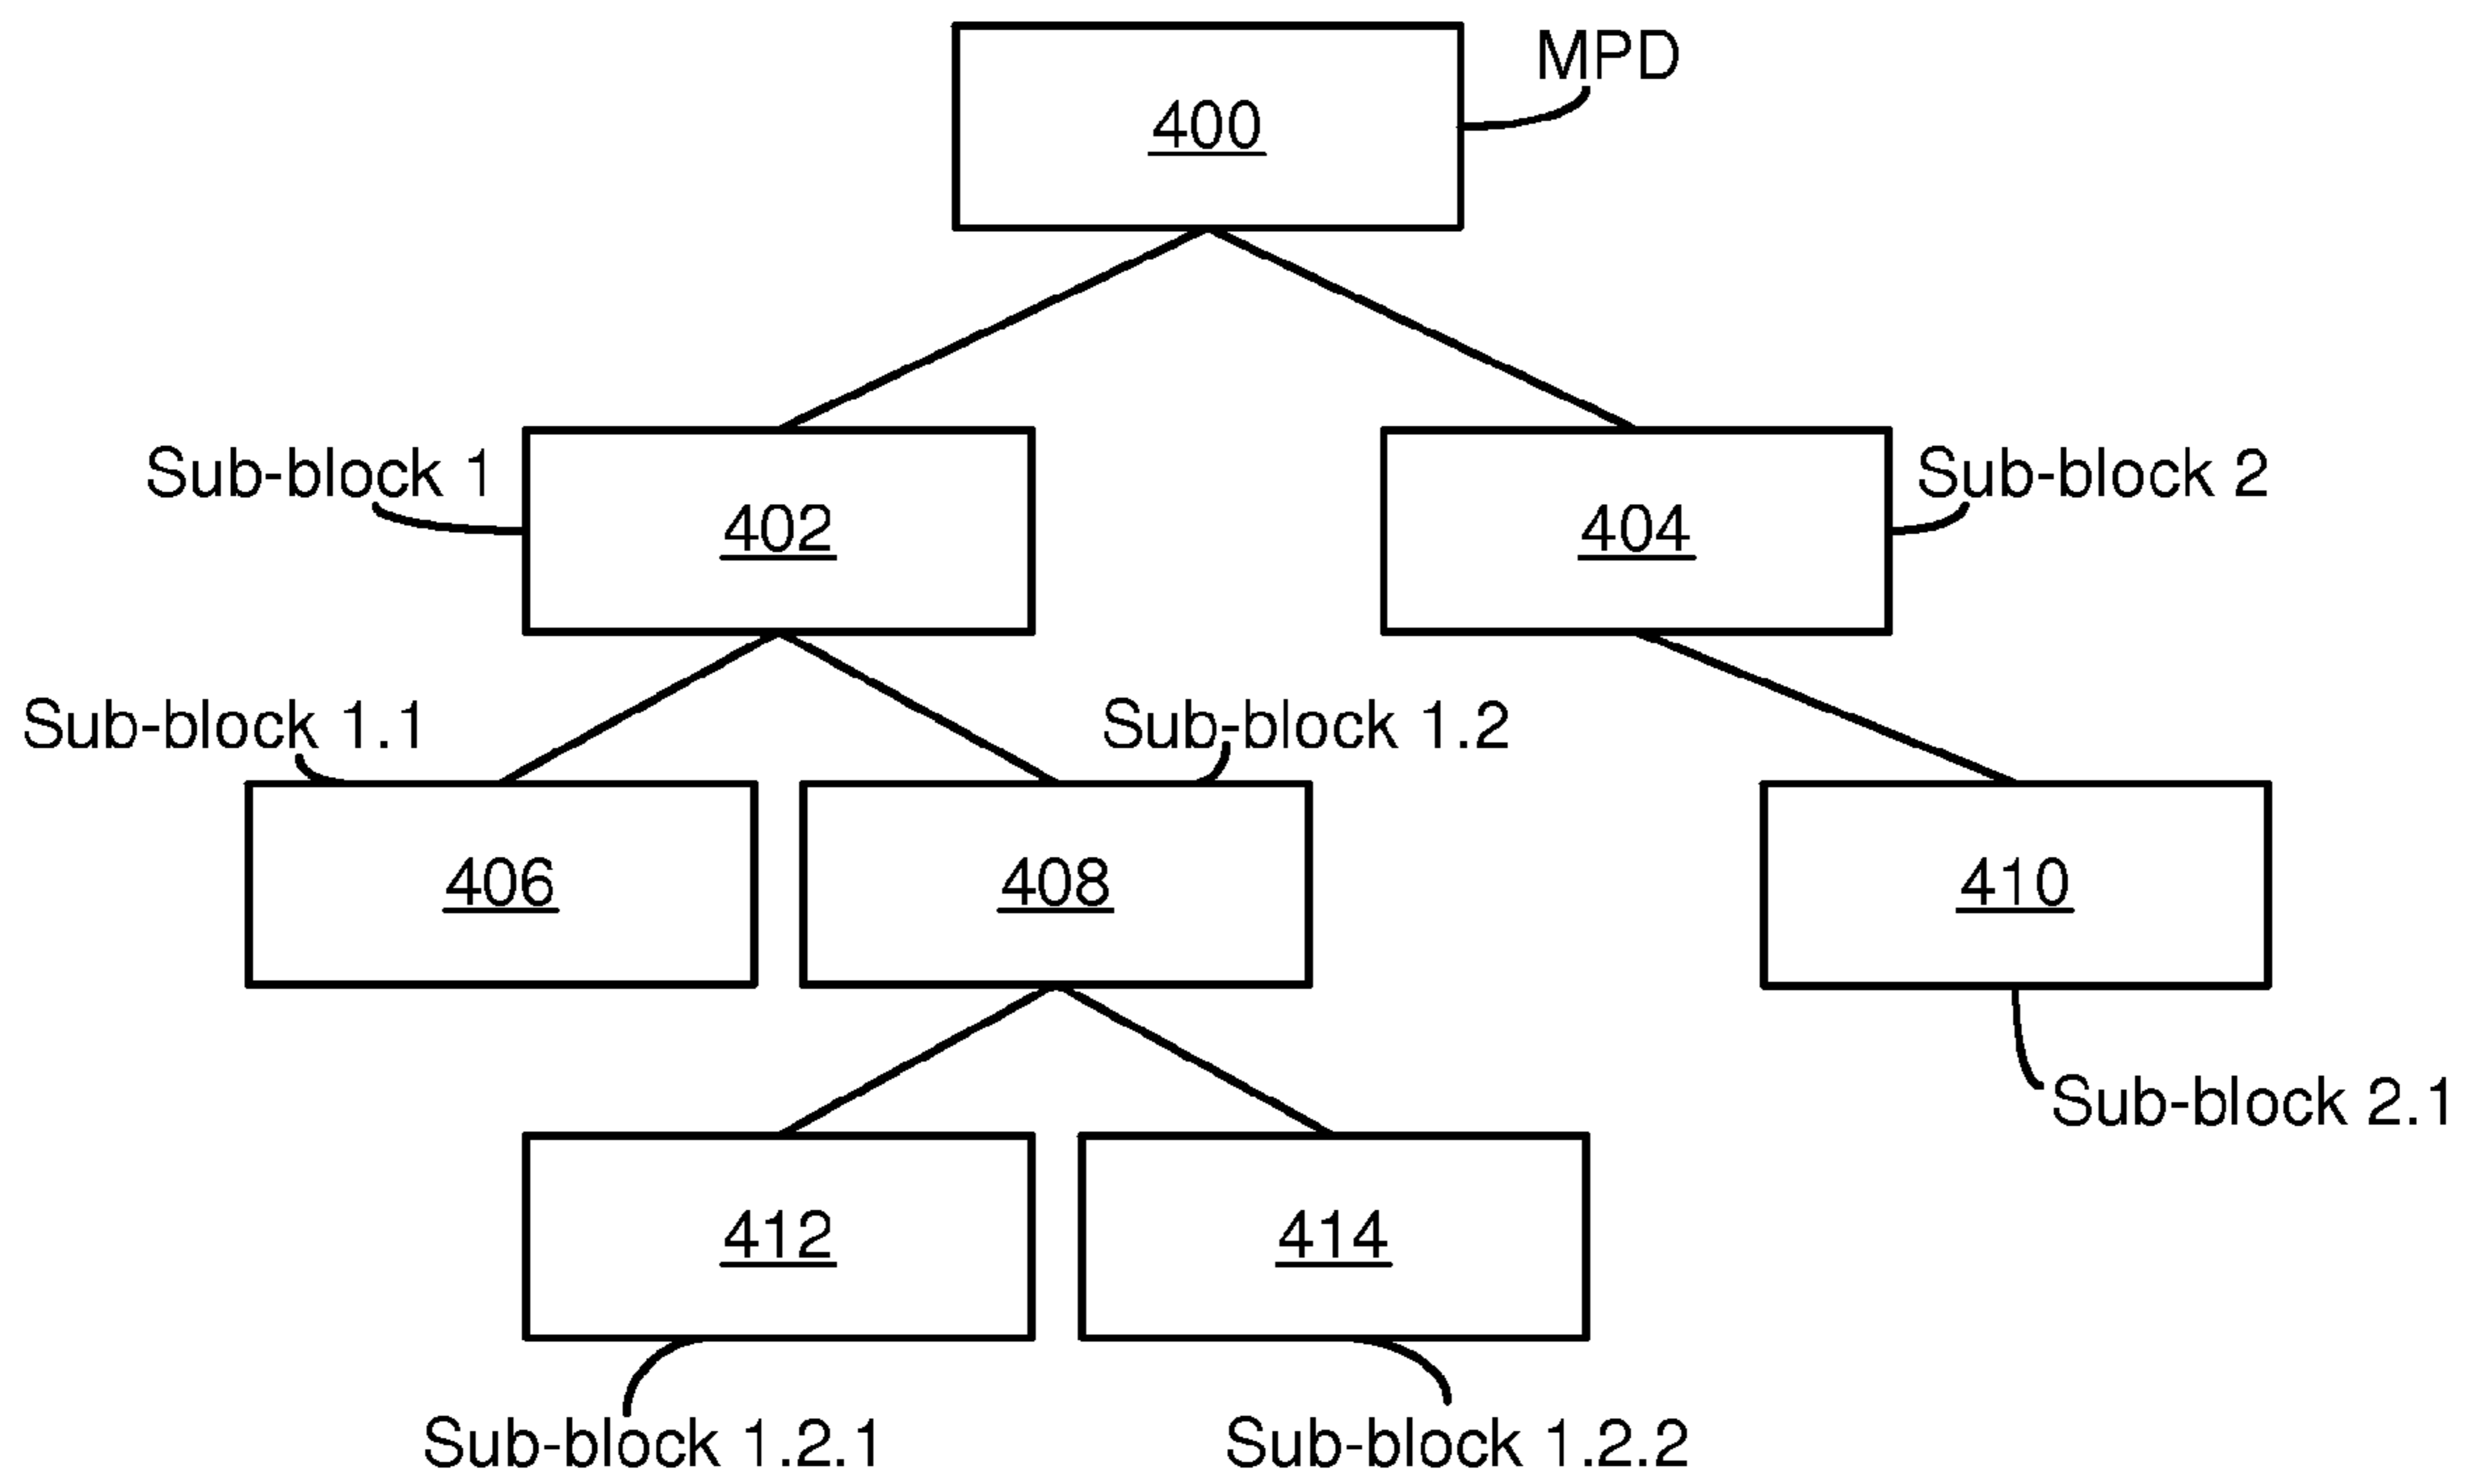 MPD
400
Sub-block 1
402
404
Sub-block 2
Sub-block 1.1
Sub-block 1.2
406
408
410
Sub-block 2.1
412
414
Sub-block 1.2.1
Sub-block 1.2.2